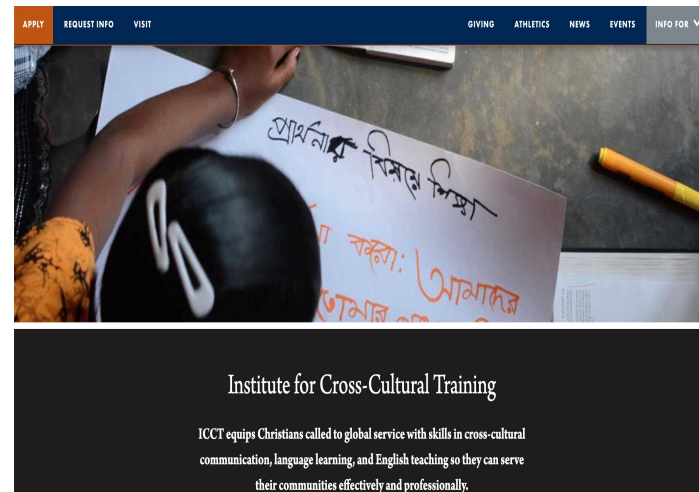 APPLY REQUEST INFO VISIT GIVING ATHLETICS NEWS EVENTS INFO FOR
প্রার্থনার বিষয়ে শিক্ষা
বন্ধুরা: আমাদের
তোমার
Institute for Cross-Cultural Training
ICCT equips Christians called to global service with skills in cross-cultural
communication, language learning, and English teaching so they can serve
their communities effectively and professionally.